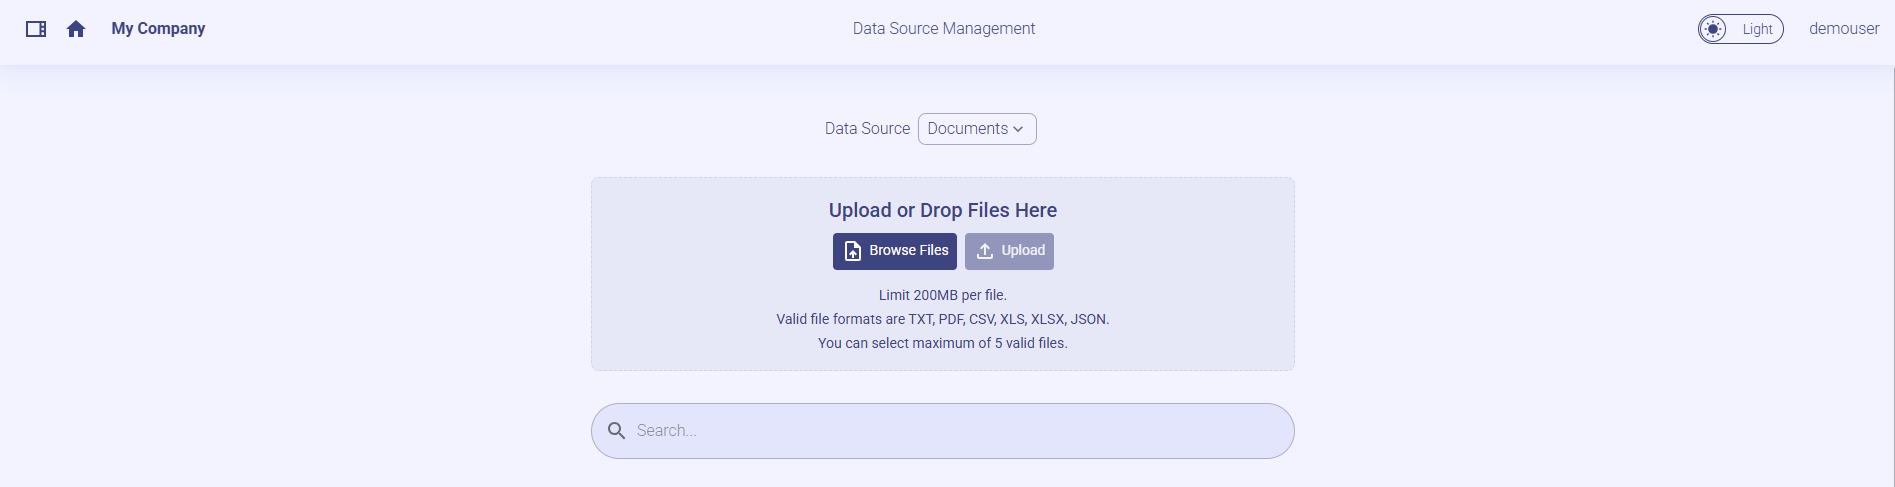 My Company
Data Source Management
Light
demouser
Data Source
Documents
Upload or Drop Files Here
Browse Files
Upload
Limit 200MB per file.
Valid file formats are TXT, PDF, CSV, XLS, XLSX, JSON.
You can select maximum of 5 valid files.
Search...